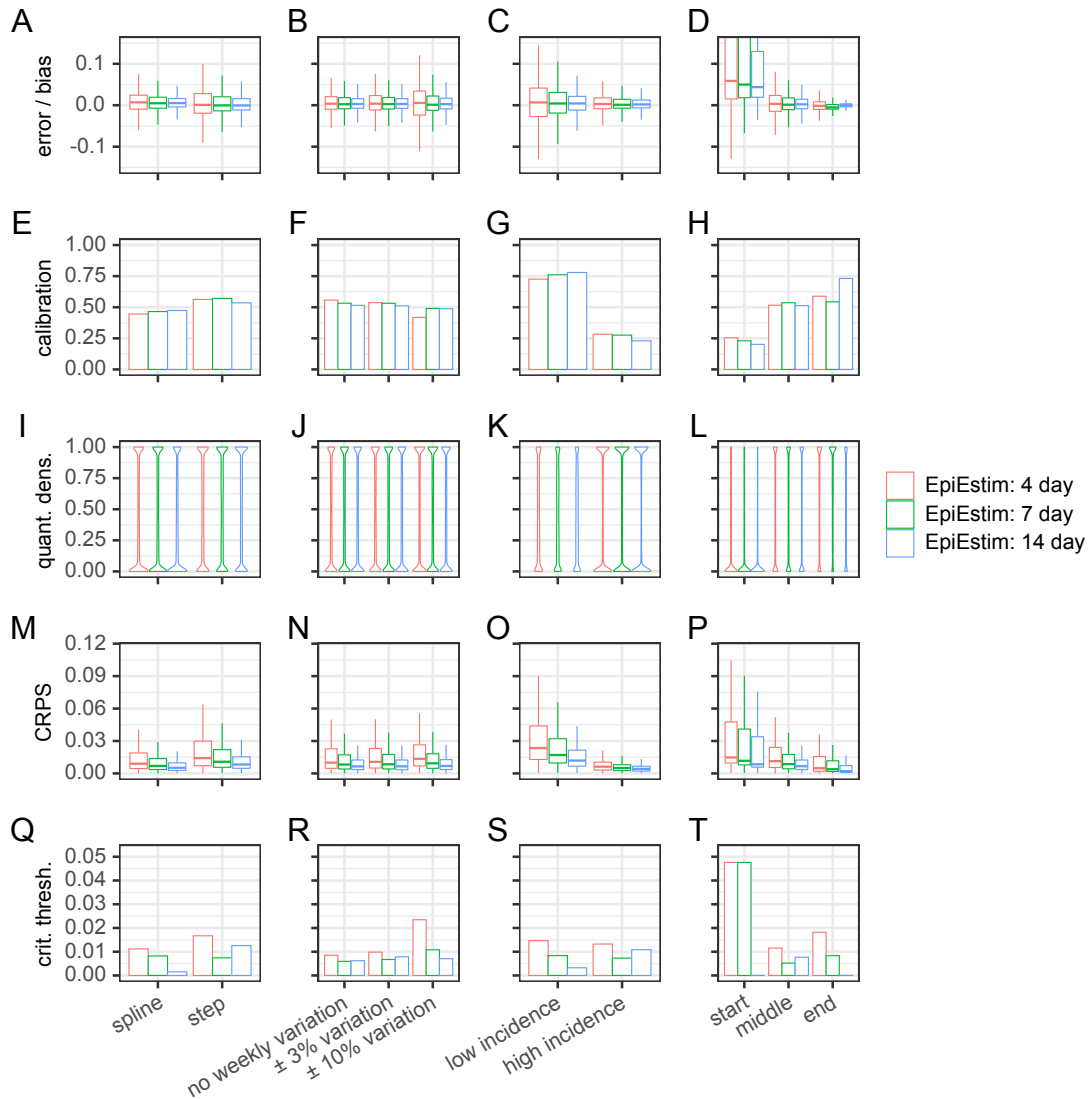 A B C D
error / bias
0.1
0.0
-0.1
E F G H
calibration
1.00
0.75
0.50
0.25
0.00
I J K L
quant. dens.
1.00
0.75
0.50
0.25
0.00
EpiEstim: 4 day
EpiEstim: 7 day
EpiEstim: 14 day
M N O P
CRPS
0.12
0.09
0.06
0.03
0.00
Q R S T
crit. thresh.
0.05
0.04
0.03
0.02
0.01
0.00
spline
step
no weekly variation
± 3% variation
± 10% variation
low incidence
high incidence
start
middle
end